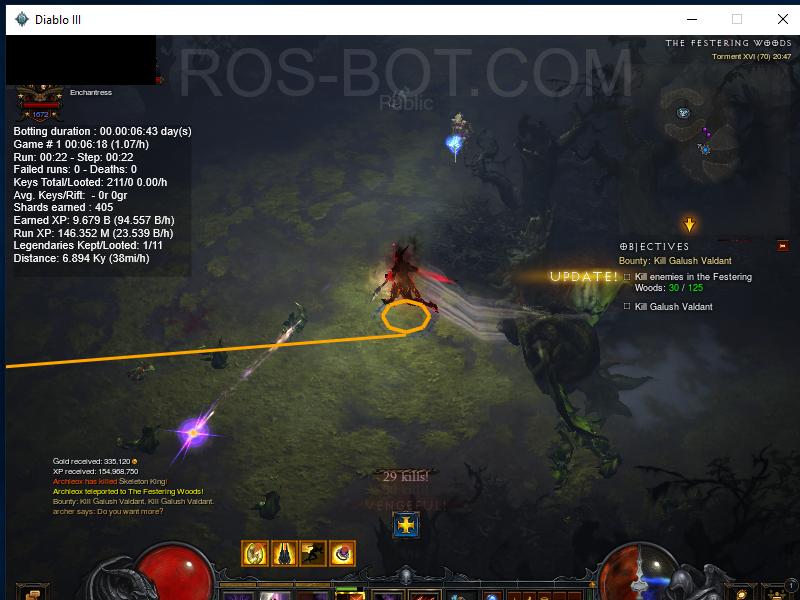 Diablo III
ROS-BOT.COM
Public
THE FESTERING WOODS
Torment XVI (70) 20:47
Enchantress
1672
Botting duration : 00.00:06:43 day(s)
Game # 1 00:06:18 (1.07/h)
Run: 00:22 - Step: 00:22
Failed runs: 0 - Deaths: 0
Keys Total/Looted: 211/0 0.00/h
Avg. Keys/Rift:  - 0r 0gr
Shards earned : 405
Earned XP: 9.679 B (94.557 B/h)
Run XP: 146.352 M (23.539 B/h)
Legendaries Kept/Looted: 1/11
Distance: 6.894 Ky (38mi/h)
OBJECTIVES
Bounty: Kill Galush Valdant
UPDATE!
Kill enemies in the Festering
Woods: 30 / 125
Kill Galush Valdant
Gold received: 335,120
XP received: 154,968,750
Archleox has killed Skeleton King!
Archleox teleported to The Festering Woods!
Bounty: Kill Galush Valdant. Kill Galush Valdant.
archer says: Do you want more?
29 kills!
VENGEFUL!
1